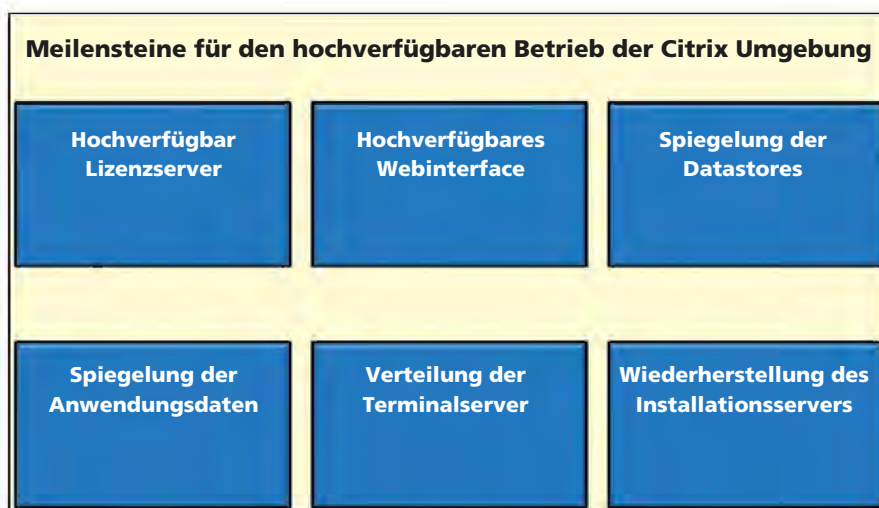 Meilensteine für den hochverfügbaren Betrieb der Citrix Umgebung
Hochverfügbar
Lizenzserver
Hochverfügbares
Webinterface
Spiegelung der
Datastores
Spiegelung der
Anwendungsdaten
Verteilung der
Terminalserver
Wiederherstellung des
Installationsservers